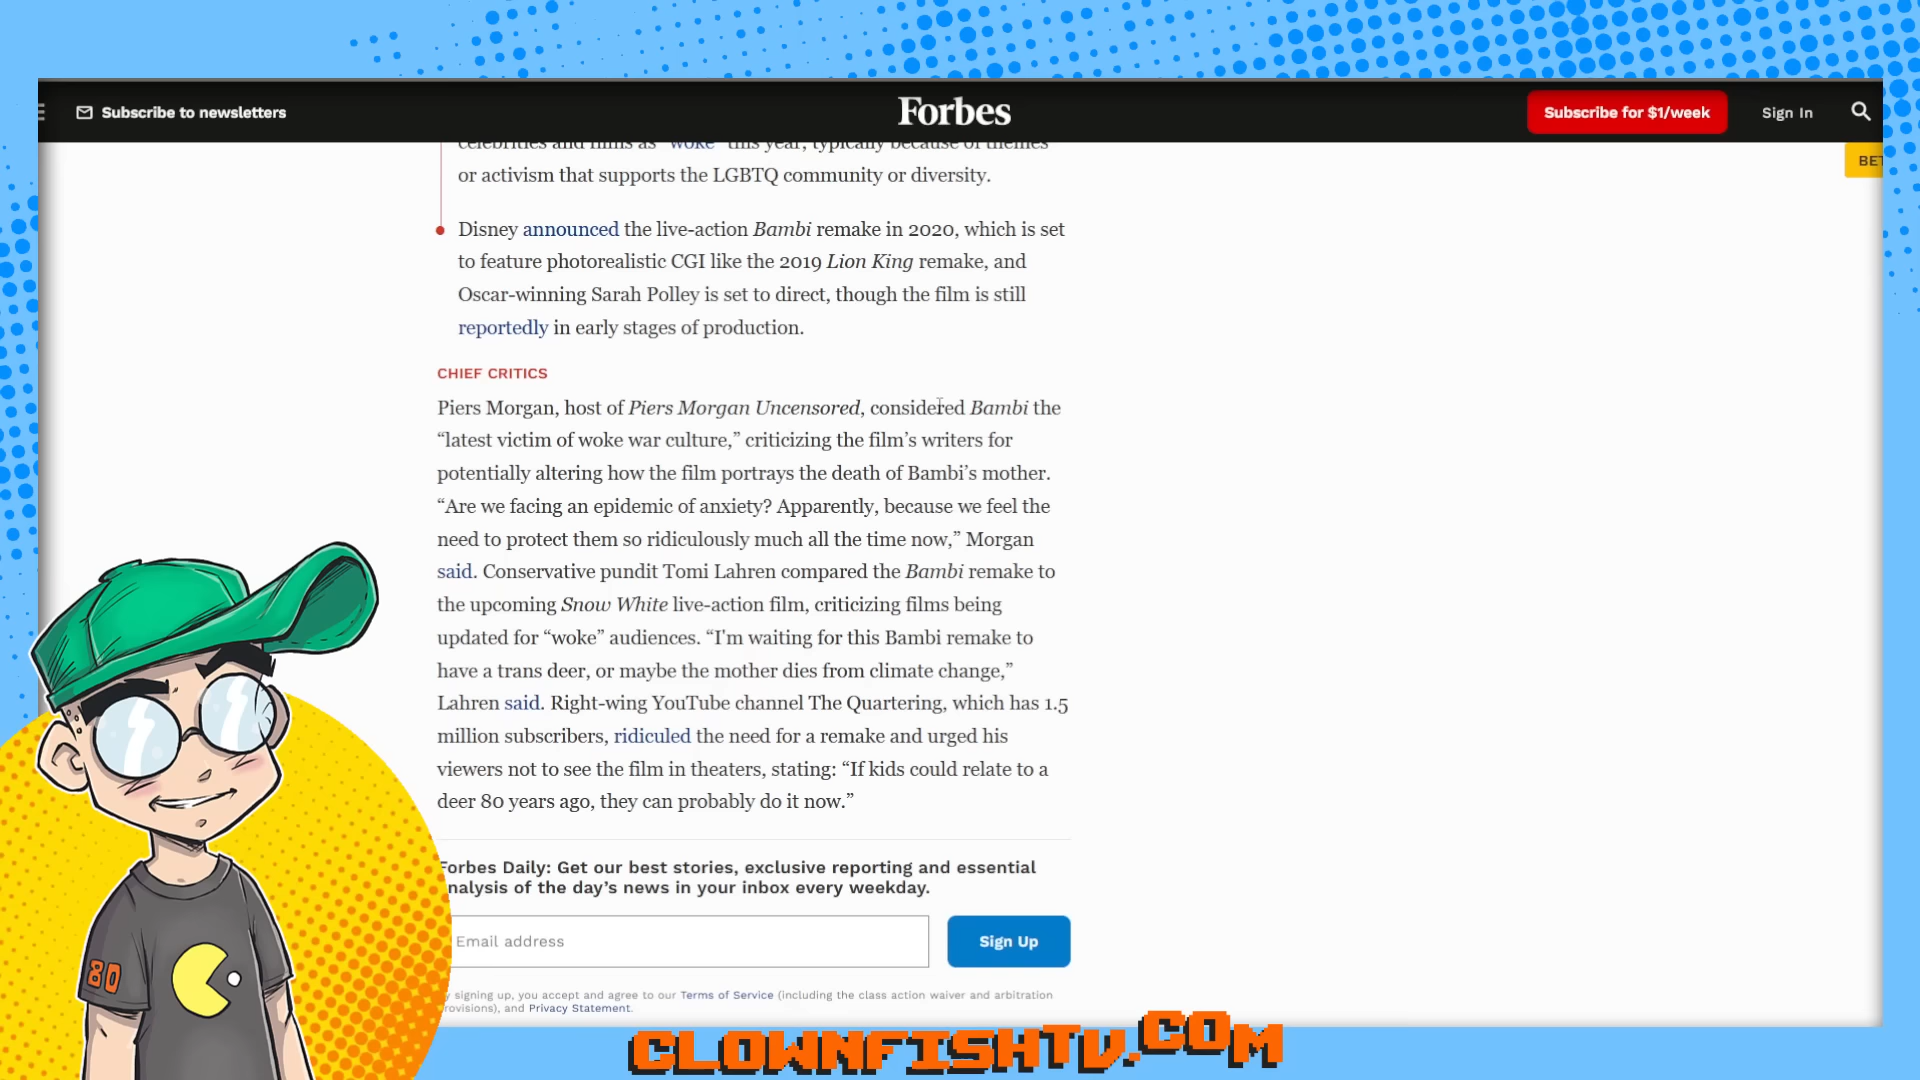 Subscribe to newsletters
Forbes
Subscribe for $1/week
Sign In
BET
celebrities and films as “woke” this year, typically because of themes
or activism that supports the LGBTQ community or diversity.
Disney announced the live-action Bambi remake in 2020, which is set
to feature photorealistic CGI like the 2019 Lion King remake, and
Oscar-winning Sarah Polley is set to direct, though the film is still
reportedly in early stages of production.
CHIEF CRITICS
Piers Morgan, host of Piers Morgan Uncensored, considered Bambi the
“latest victim of woke war culture,” criticizing the film’s writers for
potentially altering how the film portrays the death of Bambi’s mother.
“Are we facing an epidemic of anxiety? Apparently, because we feel the
need to protect them so ridiculously much all the time now,” Morgan
said. Conservative pundit Tomi Lahren compared the Bambi remake to
the upcoming Snow White live-action film, criticizing films being
updated for “woke” audiences. “I'm waiting for this Bambi remake to
have a trans deer, or maybe the mother dies from climate change,”
Lahren said. Right-wing YouTube channel The Quartering, which has 1.5
million subscribers, ridiculed the need for a remake and urged his
viewers not to see the film in theaters, stating: “If kids could relate to a
deer 80 years ago, they can probably do it now.”
Forbes Daily: Get our best stories, exclusive reporting and essential
analysis of the day’s news in your inbox every weekday.
Email address
Sign Up
y signing up, you accept and agree to our Terms of Service (including the class action waiver and arbitration
rovisions), and Privacy Statement.
80
CLOWNFISHTV.COM